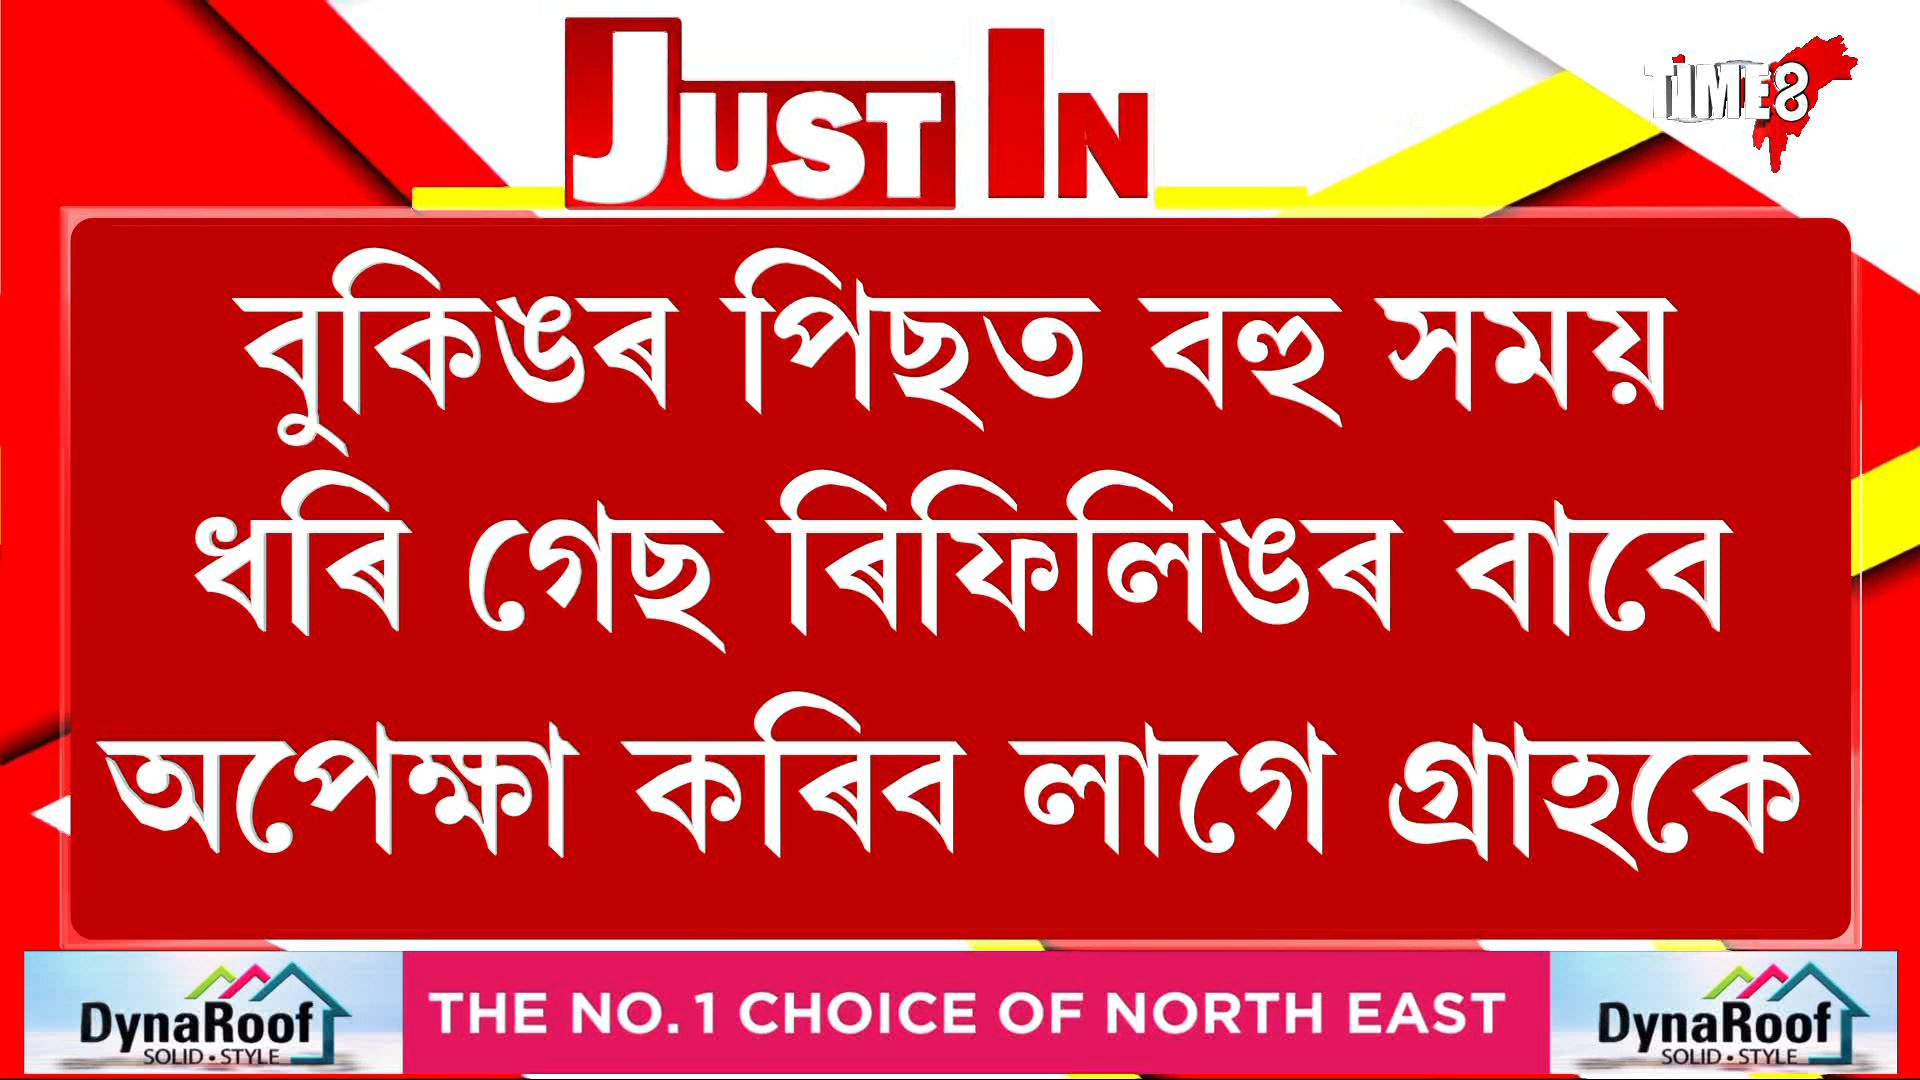 JUST IN
TIME8
বুকিঙৰ পিছত বহু সময়
ধৰি গেছ ৰিফিলিঙৰ বাবে
অপেক্ষা কৰিব লাগে গ্ৰাহকে
DynaRoof
SOLID • STYLE
THE NO.1 CHOICE OF NORTH EAST
DynaRoof
SOLID • STYLE